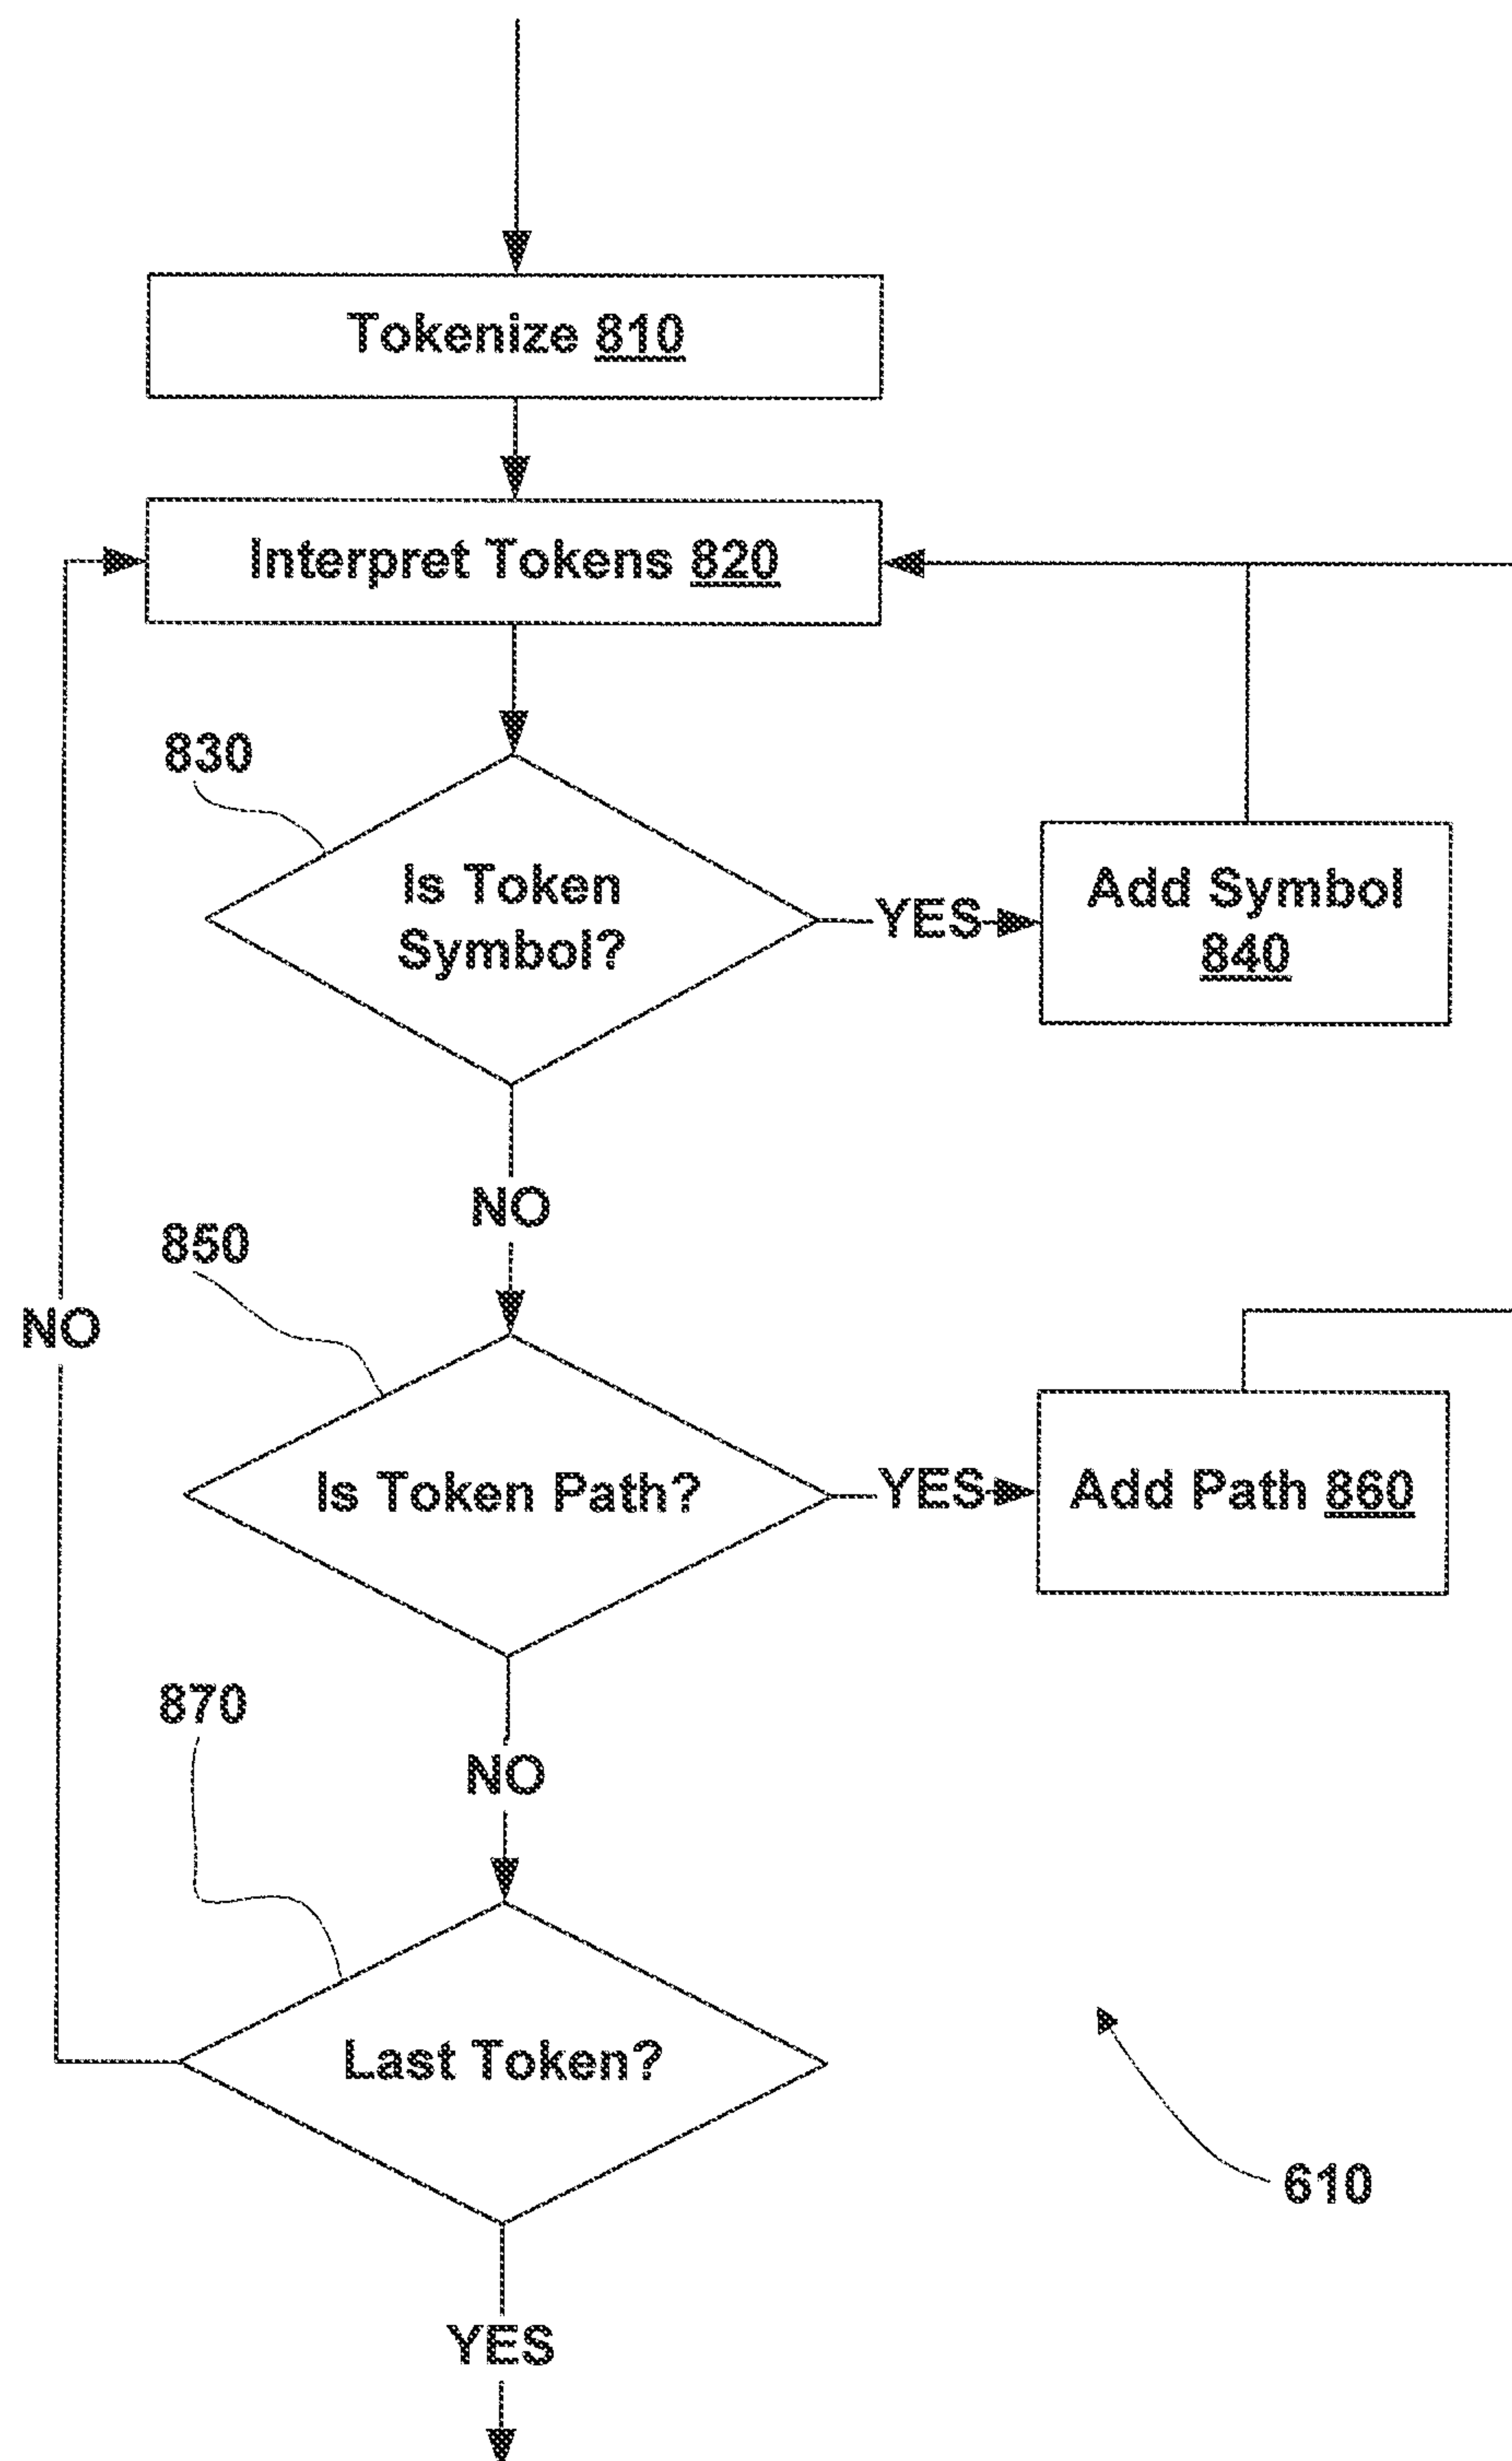 Tokenize 810
Interpret Tokens 820
830
Is Token
Symbol?
YES
Add Symbol
840
NO
850
NO
Is Token Path?
YES
Add Path 860
870
NO
Last Token?
610
YES